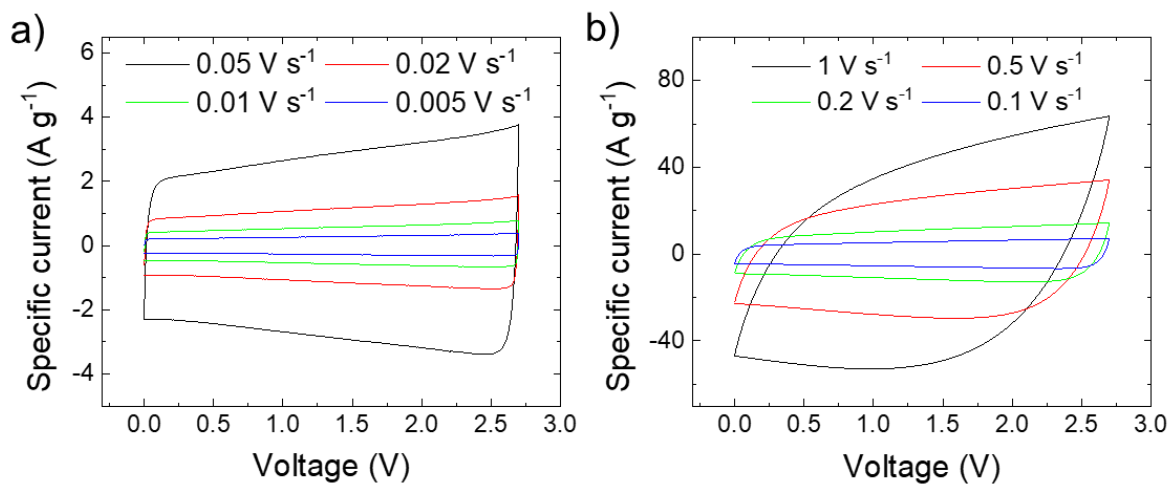 a)
0.05 V s⁻¹ 0.02 V s⁻¹
0.01 V s⁻¹ 0.005 V s⁻¹
Specific current (A g⁻¹)
6
4
2
0
-2
-4
0.0 0.5 1.0 1.5 2.0 2.5 3.0
Voltage (V)
b)
1 V s⁻¹ 0.5 V s⁻¹
0.2 V s⁻¹ 0.1 V s⁻¹
Specific current (A g⁻¹)
80
40
0
-40
0.0 0.5 1.0 1.5 2.0 2.5 3.0
Voltage (V)